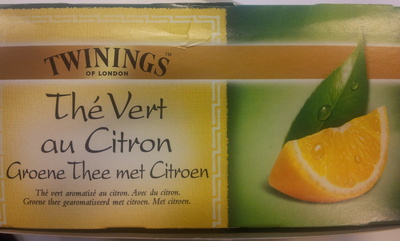 TWININGS™
OF LONDON
Thé Vert
au Citron
Groene Thee met Citroen
Thé vert aromatisé au citron. Avec du citron.
Groene thee gearomatiseerd met citroen. Met citroen.